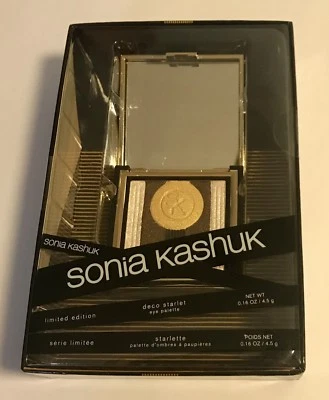 sonia kashuk
sonia kashuk
limited edition
deco starlet
eye palette
NET WT
0.16 OZ / 4.5 g
série limitée
starlette
palette d'ombres à paupières
POIDS NET
0.16 OZ / 4.5 g